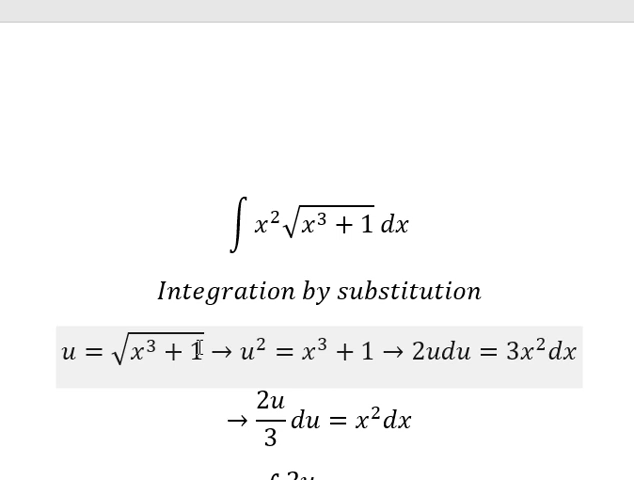 ∫ x²√(x³ + 1) dx
Integration by substitution
u = √(x³ + 1) → u² = x³ + 1 → 2udu = 3x²dx
→ 2u/3 du = x²dx